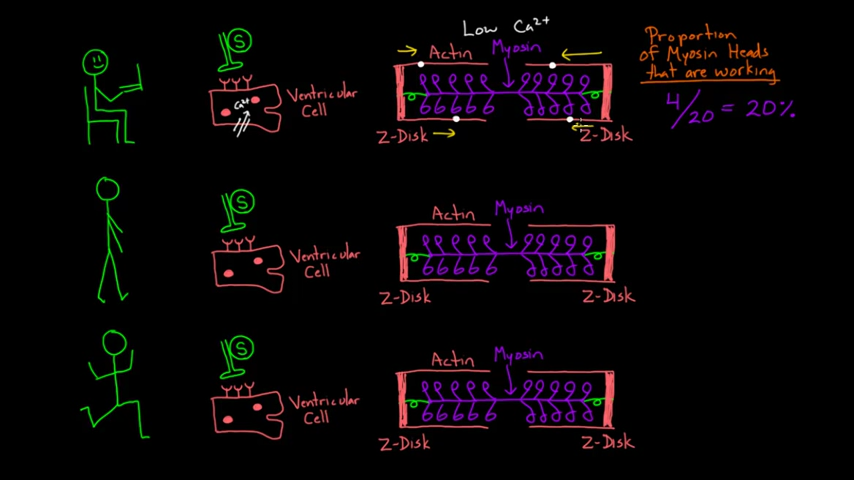 Low Ca²⁺
Actin Myosin
S
Ca²⁺
Ventricular
Cell
Z-Disk
Z-Disk
Proportion
of Myosin Heads
that are working
4/20 = 20%
Actin Myosin
S
Ventricular
Cell
Z-Disk
Z-Disk
Actin Myosin
S
Ventricular
Cell
Z-Disk
Z-Disk